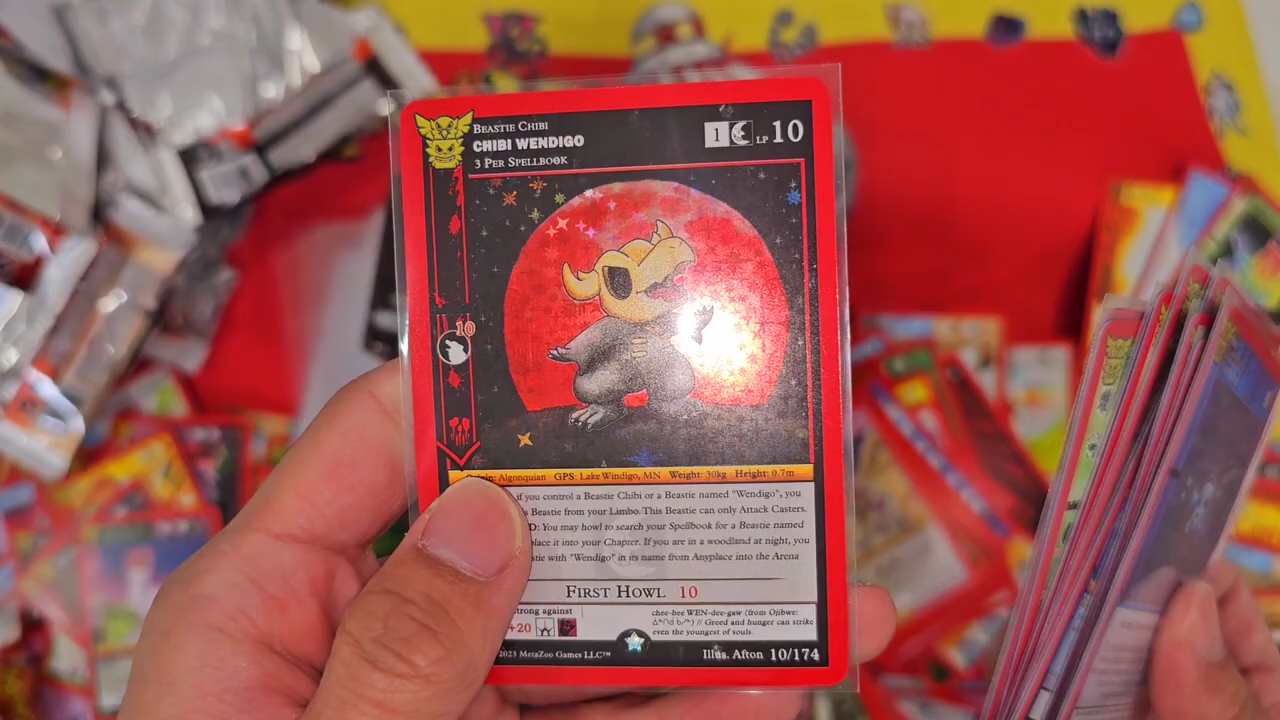 BEASTIE CHIBI
CHIBI WENDIGO
3 PER SPELLBOOK
1 LP 10
10
Algonquian GPS: Lake Windigo, MN Weight: 30kg Height: 0.7m
if you control a Beastie Chibi or a Beastie named "Wendigo", you
Beastie from your Limbo. This Beastie can only Attack Casters.
You may howl to search your Spellbook for a Beastie named
place it into your Chapter. If you are in a woodland at night, you
with "Wendigo" in its name from Anyplace into the Arena
FIRST HOWL 10
strong against
+20
chee-bee WEN-dee-gaw (from Ojibwe:
// Greed and hunger can strike
even the youngest of souls.
2023 MetaZoo Games LLC™
Illus. Afton 10/174